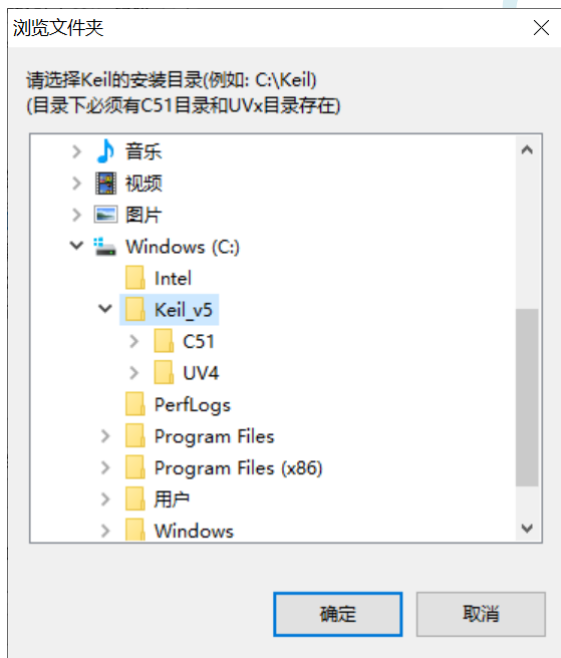 浏览文件夹
请选择Keil的安装目录(例如: C:\Keil)
(目录下必须有C51目录和UVx目录存在)
音乐
视频
图片
Windows (C:)
Intel
Keil_v5
C51
UV4
PerfLogs
Program Files
Program Files (x86)
用户
Windows
确定
取消